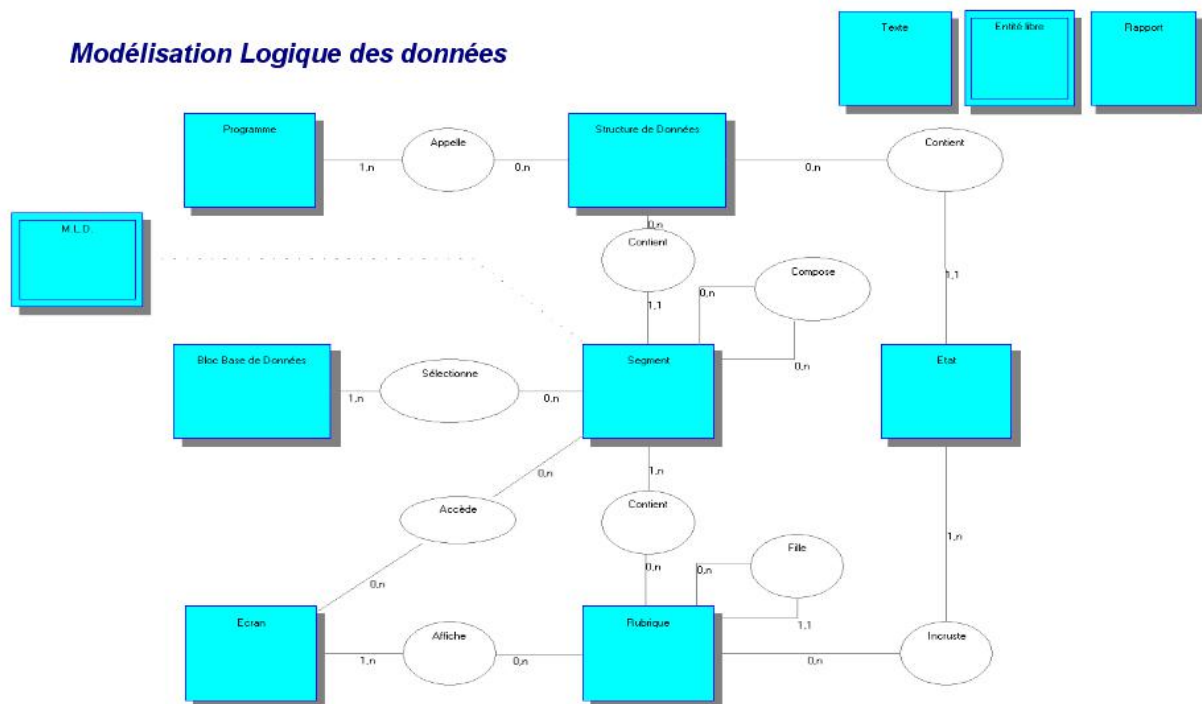 Modélisation Logique des données
Texte
Entité libre
Rapport
Programme
1,n
Appelle
0,n
Structure de Données
0,n
Contient
M.L.D.
0,n
Contient
1,1
0,n
Compose
0,n
1,1
Bloc Base de Données
1,n
Sélectionne
0,n
Segment
Etat
0,n
Accède
0,n
1,n
Contient
0,n
0,n
Fille
1,1
1,n
Ecran
1,n
Affiche
0,n
Rubrique
0,n
Incruste